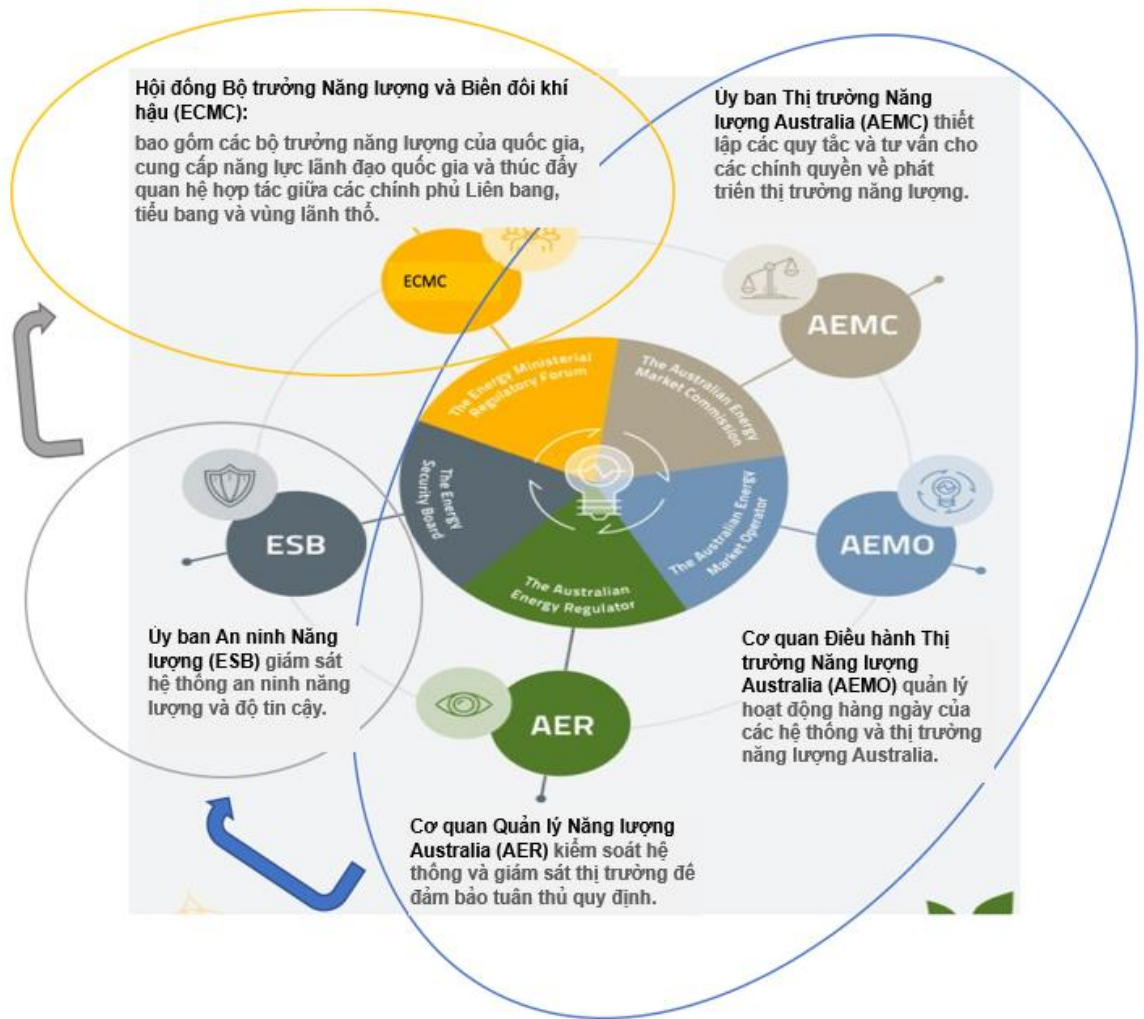 Hội đồng Bộ trưởng Năng lượng và Biến đổi khí
hậu (ECMC):
bao gồm các bộ trưởng năng lượng của quốc gia,
cung cấp năng lực lãnh đạo quốc gia và thúc đẩy
quan hệ hợp tác giữa các chính phủ Liên bang,
tiểu bang và vùng lãnh thổ.
Ủy ban Thị trường Năng
lượng Australia (AEMC) thiết
lập các quy tắc và tư vấn cho
các chính quyền về phát
triển thị trường năng lượng.
ECMC
AEMC
The Energy Ministerial
Regulatory Forum
The Australian Energy
Market Commission
The Energy
Security Board
The Australian Energy
Market Operator
The Australian
Energy Regulator
ESB
AEMO
Ủy ban An ninh Năng
lượng (ESB) giám sát
hệ thống an ninh năng
lượng và độ tin cậy.
Cơ quan Điều hành Thị
trường Năng lượng
Australia (AEMO) quản lý
hoạt động hàng ngày của
các hệ thống và thị trường
năng lượng Australia.
AER
Cơ quan Quản lý Năng lượng
Australia (AER) kiểm soát hệ
thống và giám sát thị trường để
đảm bảo tuân thủ quy định.